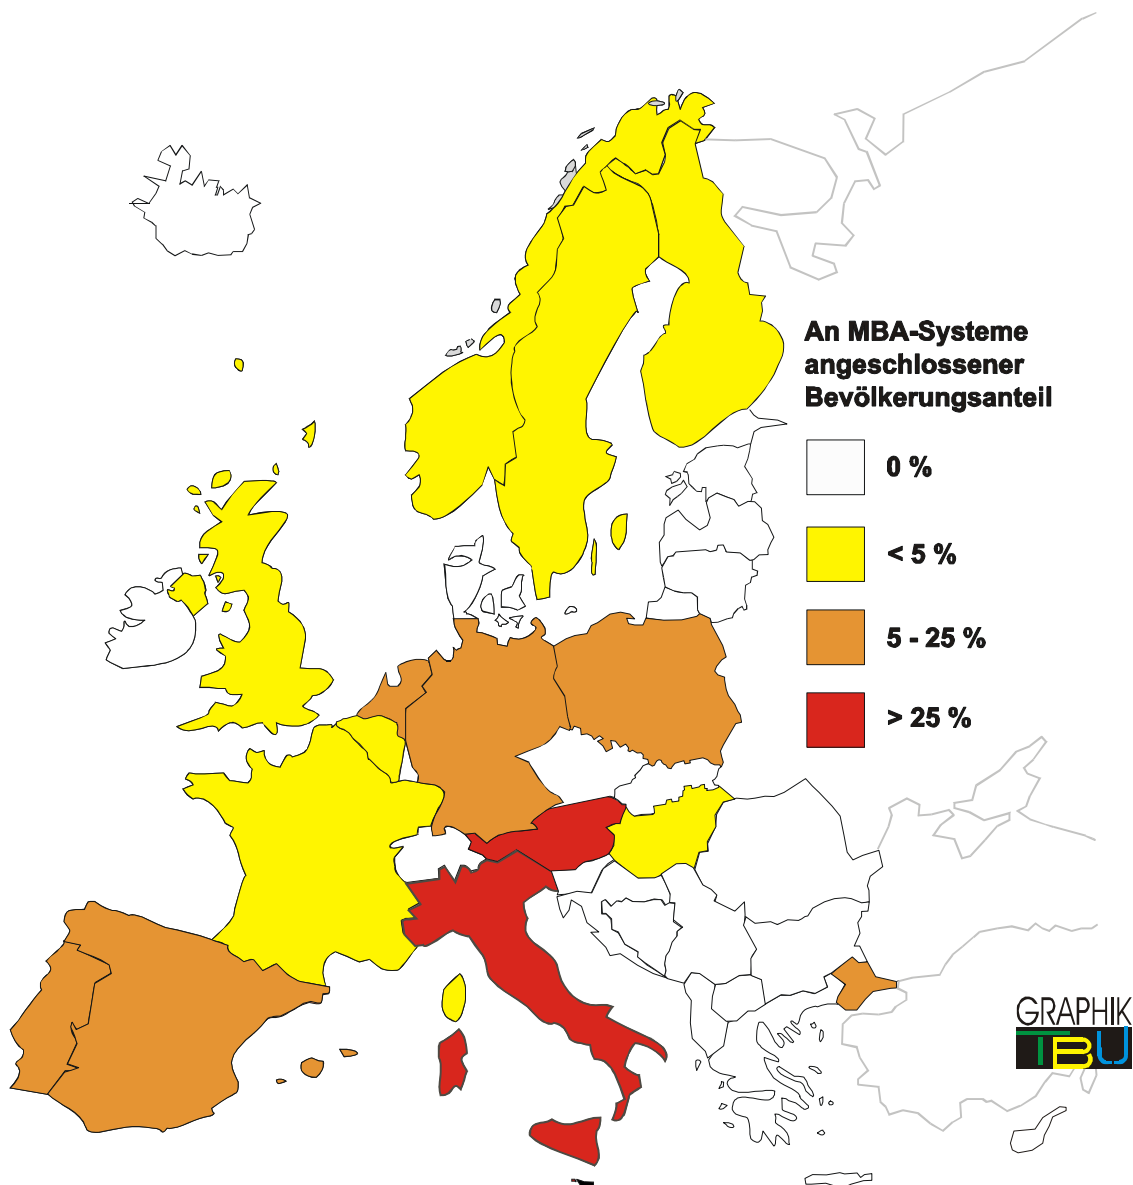 An MBA-Systeme
angeschlossener
Bevölkerungsanteil
0 %
< 5 %
5 - 25 %
> 25 %
GRAPHIK
TBU